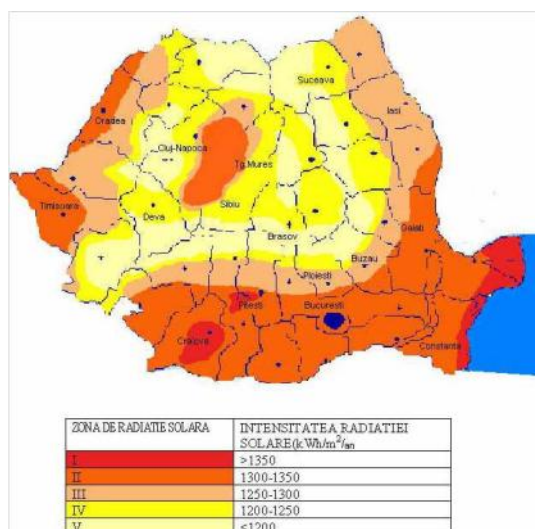 Suceava
Iasi
Oradea
Cluj-Napoca
Tg.Mures
Timisoara
Deva
Sibiu
Brasov
Galati
Buzau
Ploiesti
Pitesti
Bucuresti
Craiova
Constanta
ZONA DE RADIATIE SOLARA INTENSITATEA RADIATIEI
SOLARE(kWh/m²/an
I >1350
II 1300-1350
III 1250-1300
IV 1200-1250
V <1200